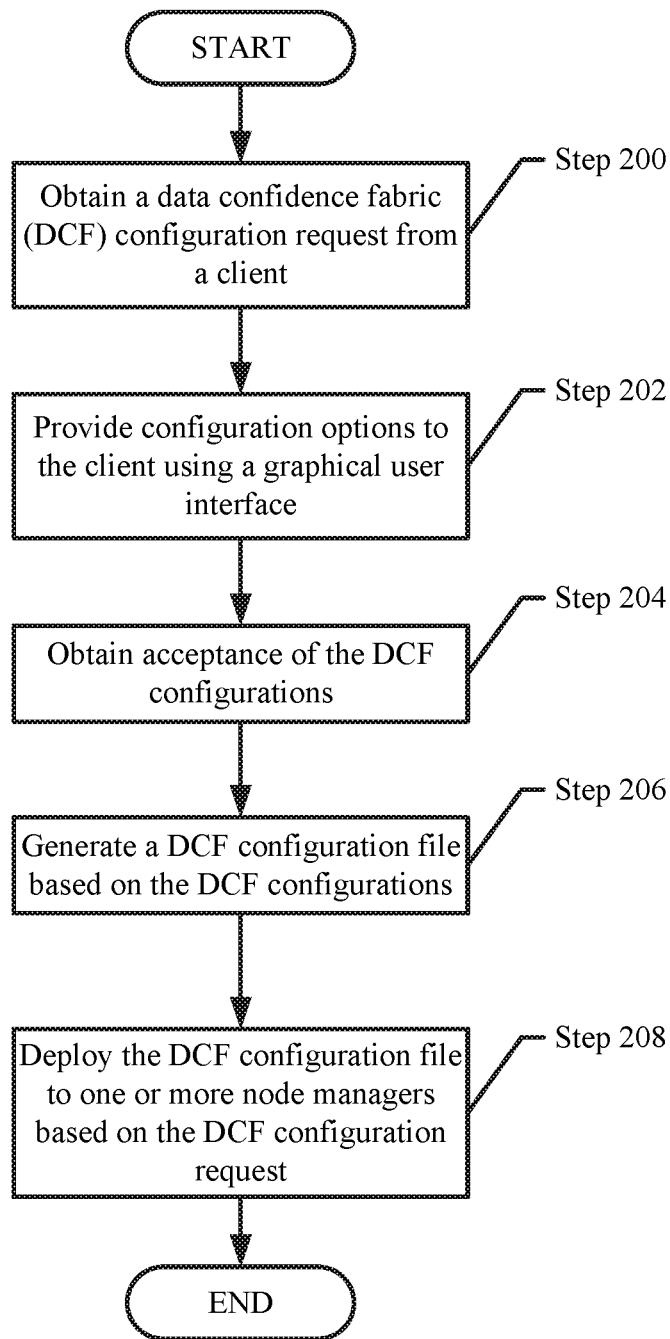 START
Step 200
Obtain a data confidence fabric
(DCF) configuration request from
a client
Step 202
Provide configuration options to
the client using a graphical user
interface
Step 204
Obtain acceptance of the DCF
configurations
Step 206
Generate a DCF configuration file
based on the DCF configurations
Step 208
Deploy the DCF configuration file
to one or more node managers
based on the DCF configuration
request
END